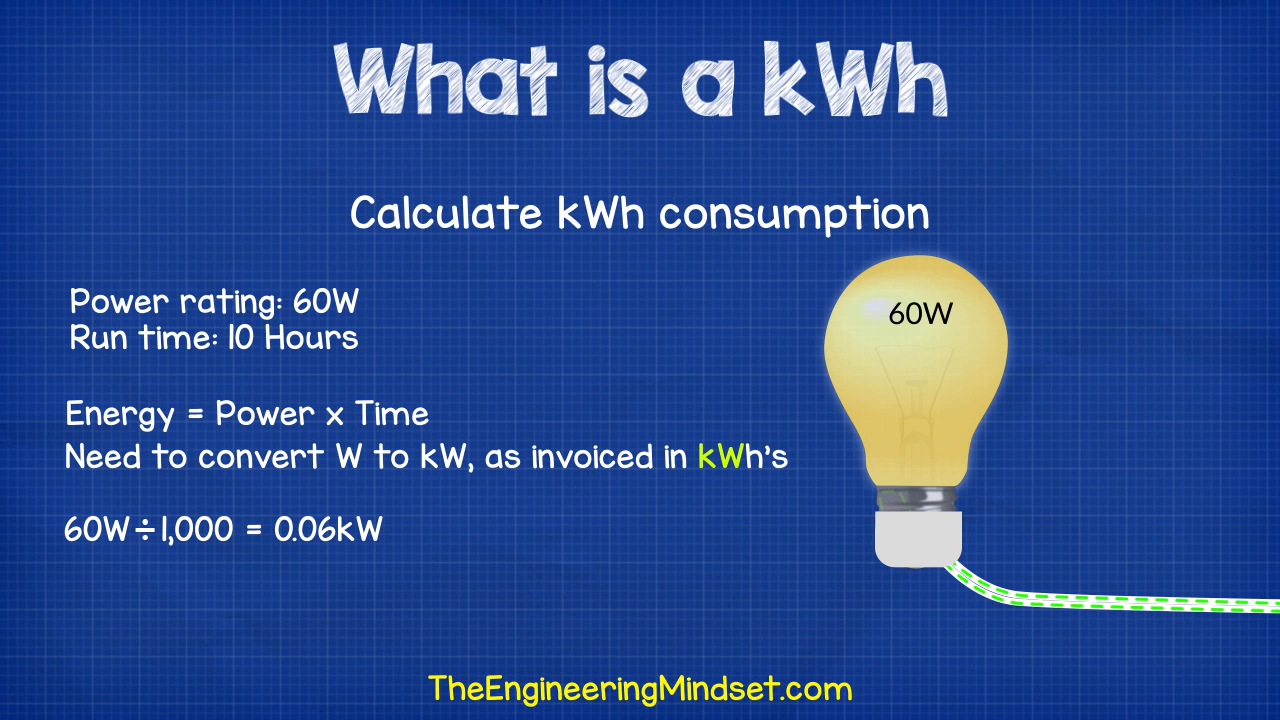 What is a kWh
Calculate kWh consumption
Power rating: 60W
Run time: 10 Hours
60W
Energy = Power x Time
Need to convert W to kW, as invoiced in kWh's
60W÷1,000 = 0.06kW
TheEngineeringMindset.com